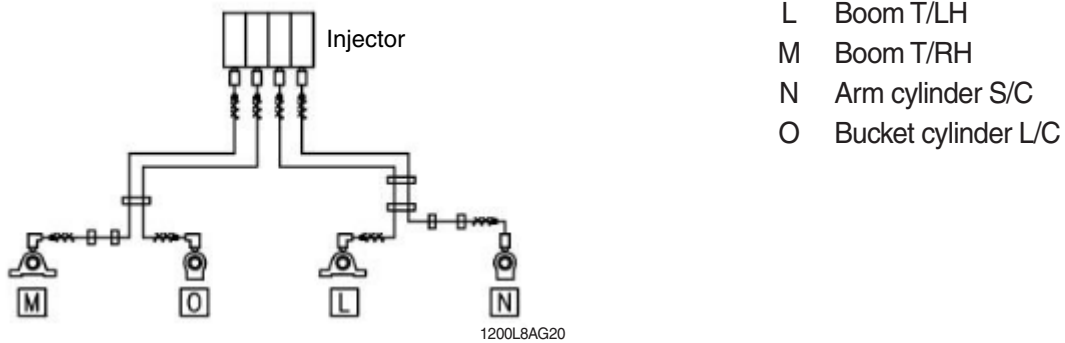 Injector
M
O
L
N
1200L8AG20
L Boom T/LH
M Boom T/RH
N Arm cylinder S/C
O Bucket cylinder L/C